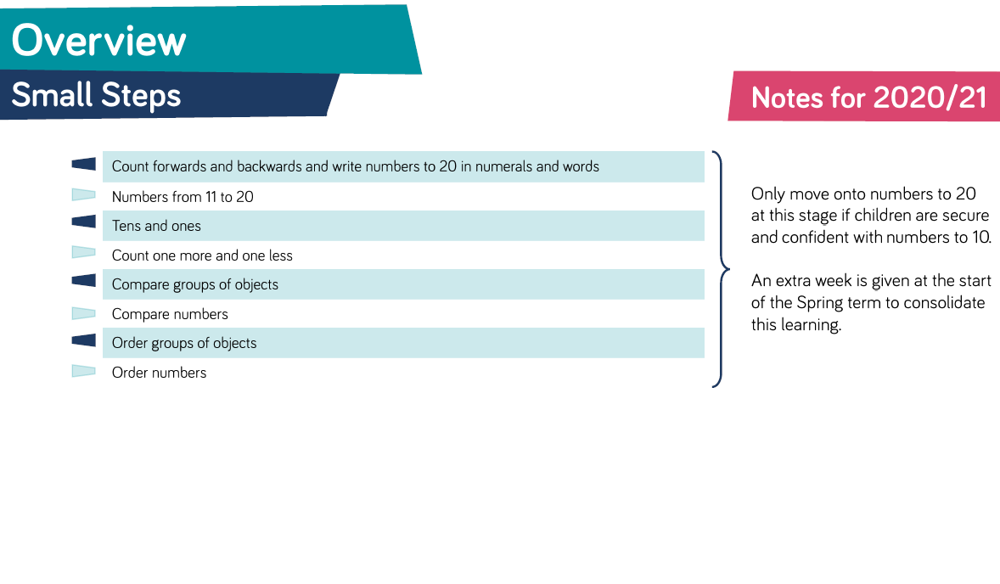 Overview
Small Steps
Notes for 2020/21
Count forwards and backwards and write numbers to 20 in numerals and words
Numbers from 11 to 20
Tens and ones
Count one more and one less
Compare groups of objects
Compare numbers
Order groups of objects
Order numbers
Only move onto numbers to 20
at this stage if children are secure
and confident with numbers to 10.
An extra week is given at the start
of the Spring term to consolidate
this learning.